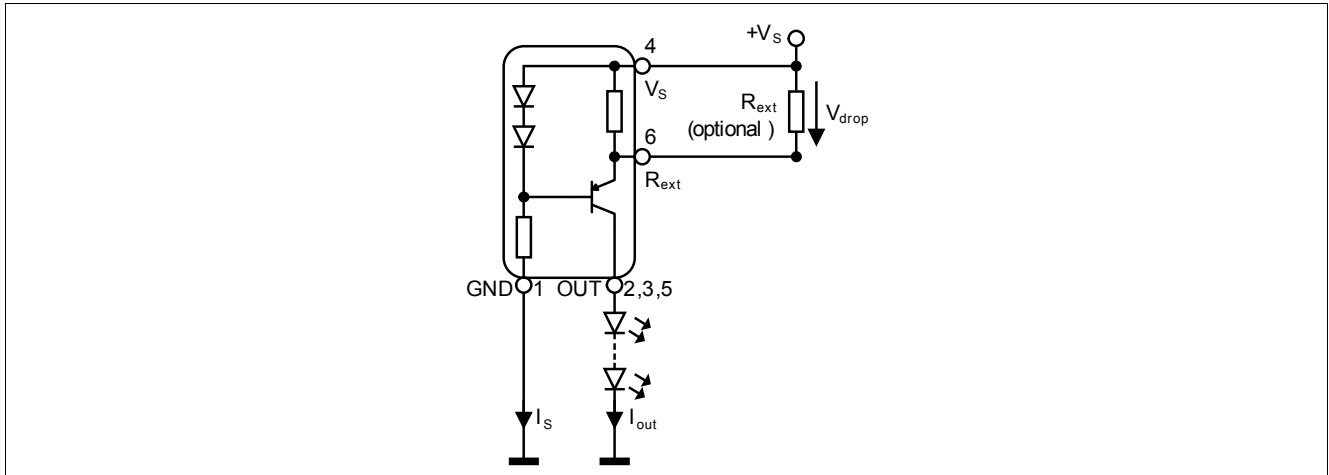 +VS
4
VS
Rext
(optional )
Vdrop
6
Rext
GND 1 OUT 2,3,5
IS
Iout